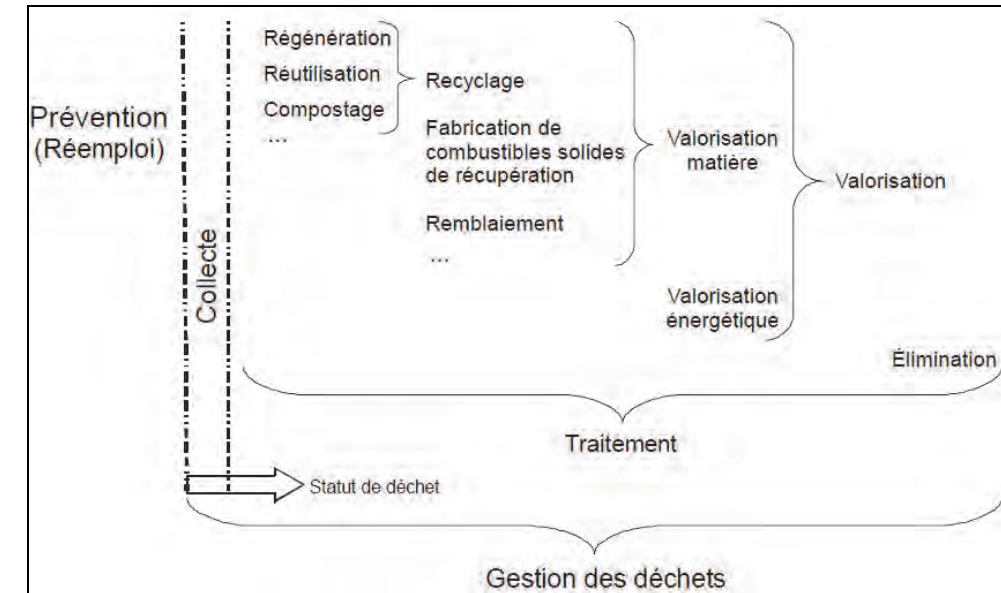 Prévention
(Réemploi)
Collecte
Régénération
Réutilisation
Compostage
...
Recyclage
Fabrication de
combustibles solides
de récupération
Remblaiement
...
Valorisation
matière
Valorisation
énergétique
Valorisation
Élimination
Traitement
Statut de déchet
Gestion des déchets